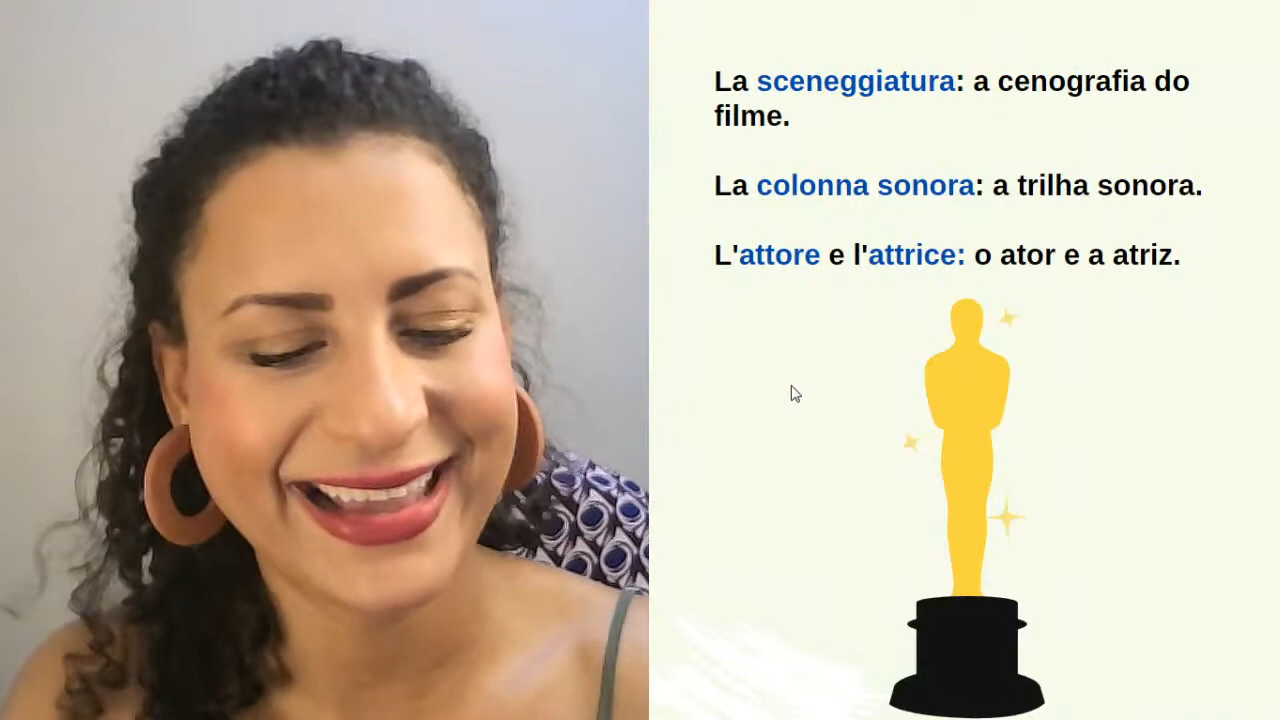 La sceneggiatura: a cenografia do
filme.
La colonna sonora: a trilha sonora.
L'attore e l'attrice: o ator e a atriz.